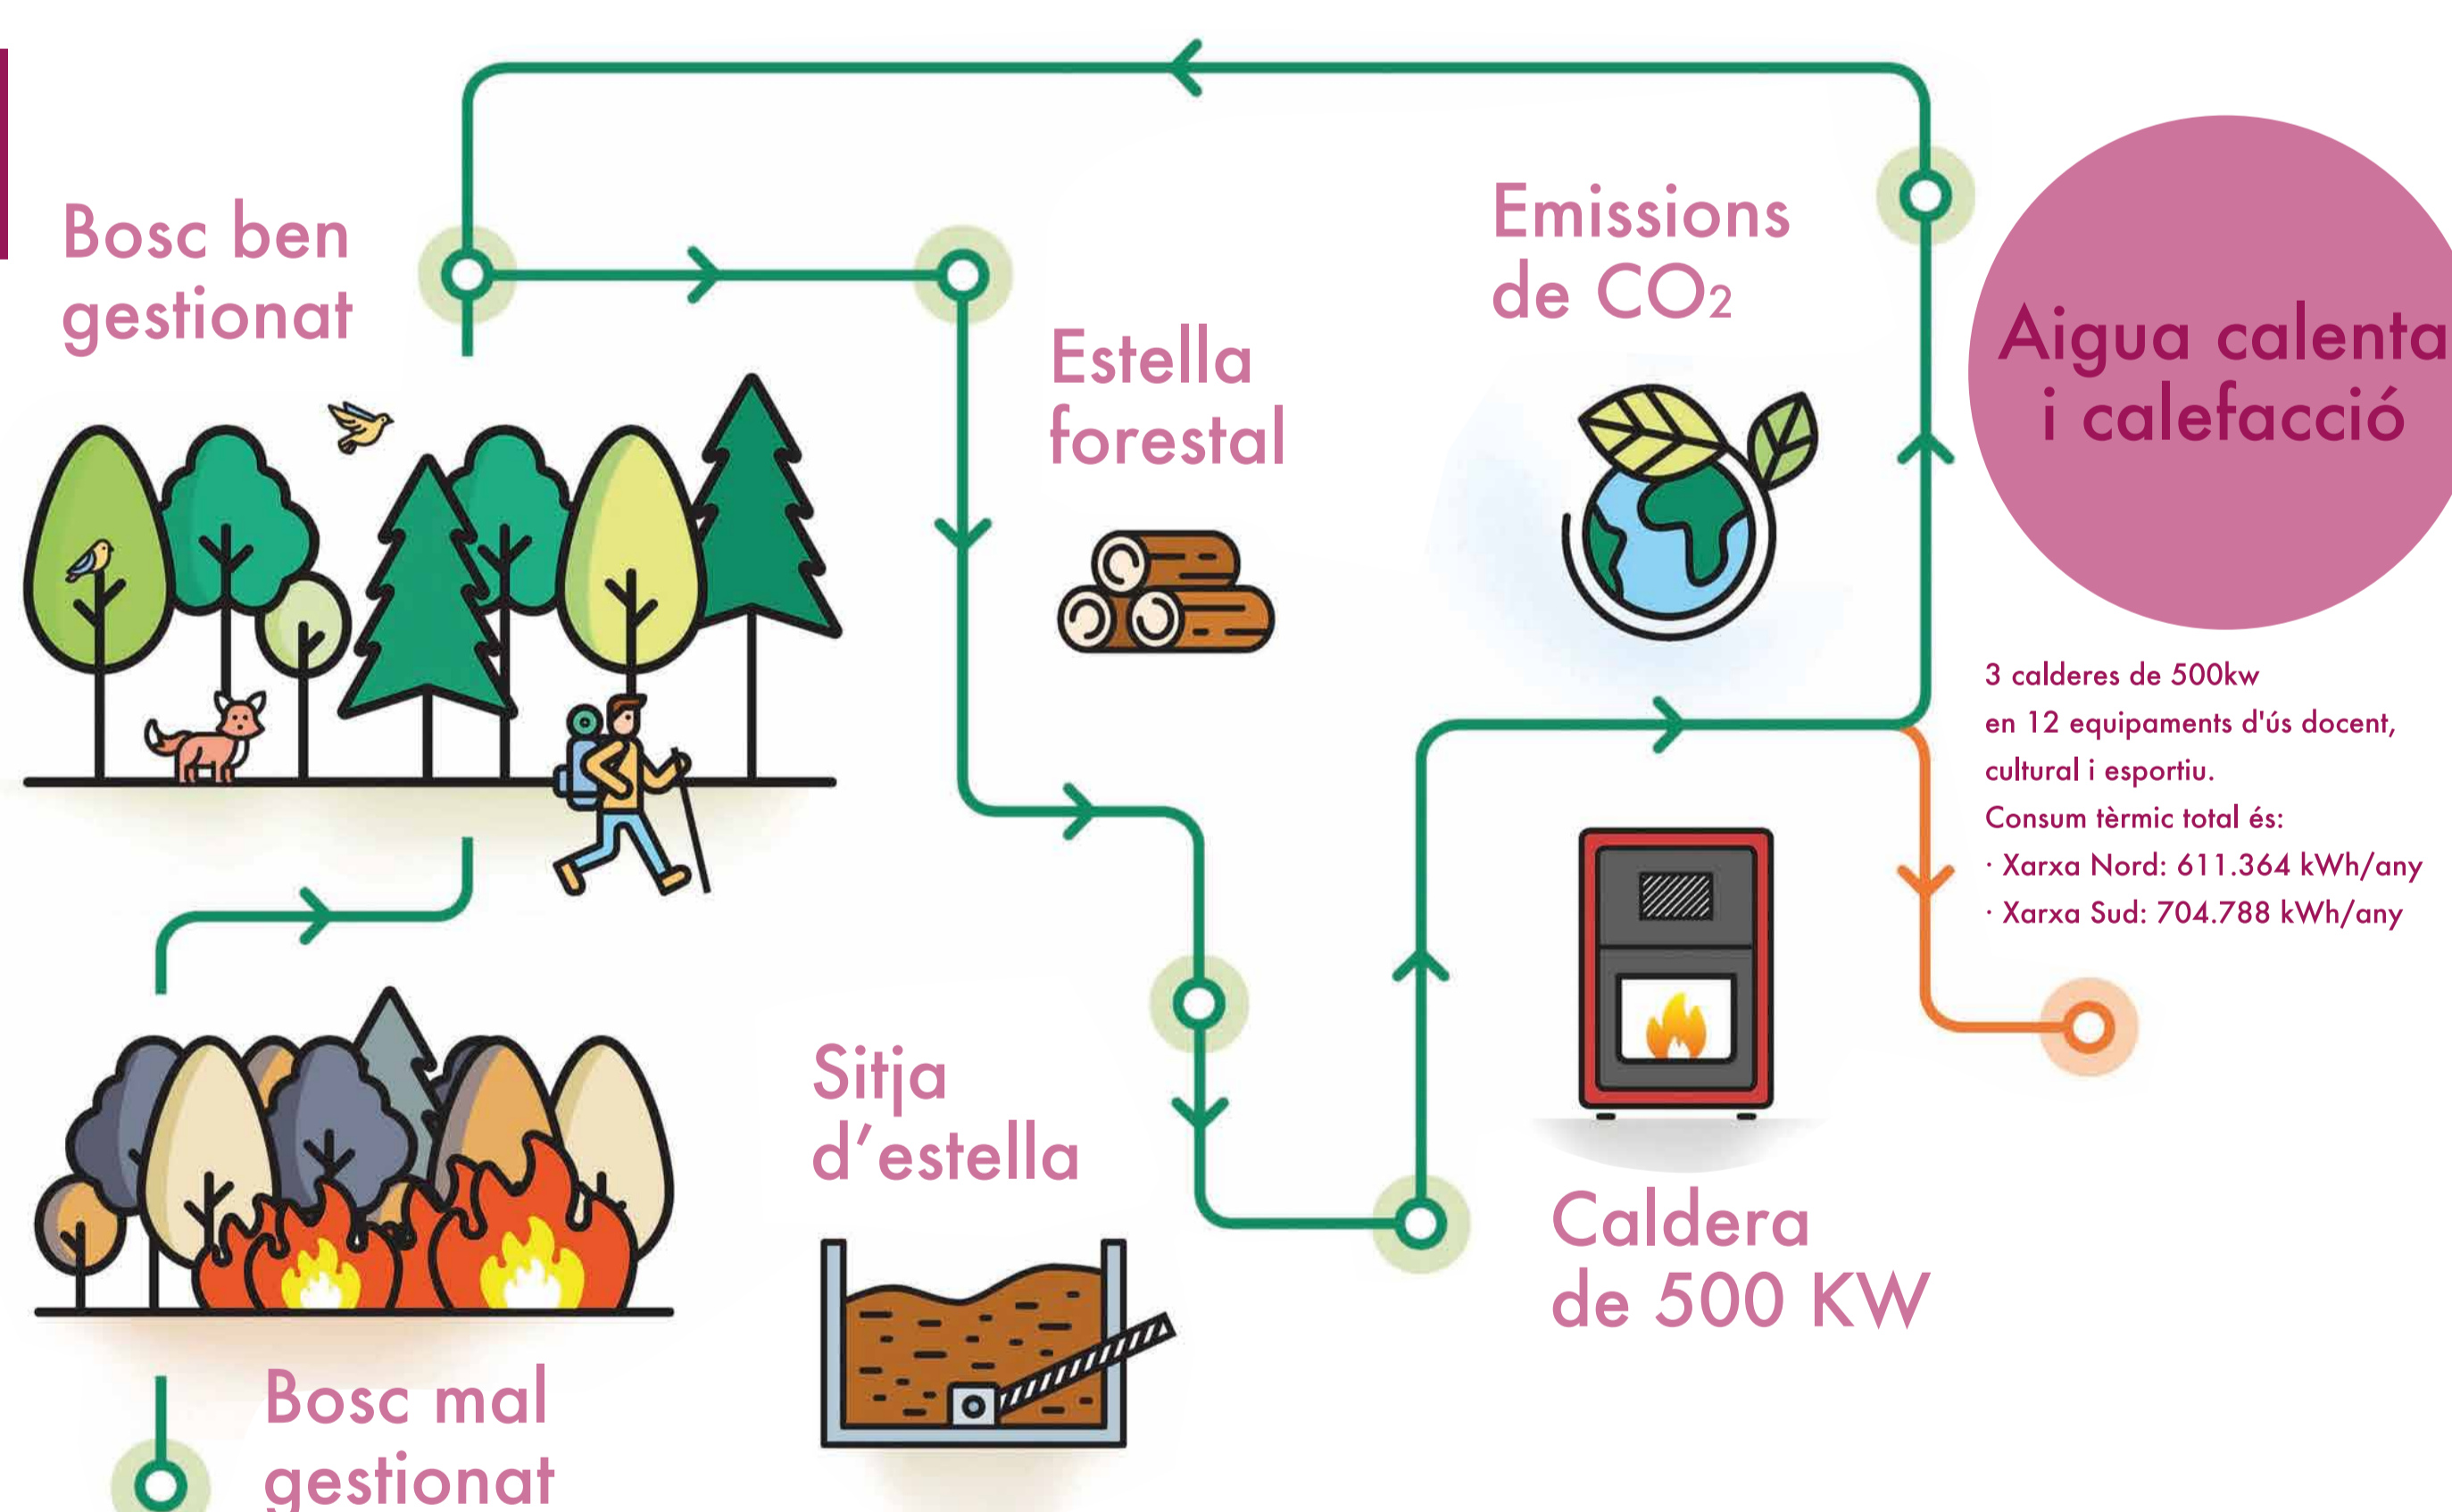 Bosc ben
gestionat
Estella
forestal
Emissions
de CO₂
Aigua calenta
i calefacció
3 calderes de 500kw
en 12 equipaments d'ús docent,
cultural i esportiu.
Consum tèrmic total és:
· Xarxa Nord: 611.364 kWh/any
· Xarxa Sud: 704.788 kWh/any
Sitja
d’estella
Caldera
de 500 KW
Bosc mal
gestionat